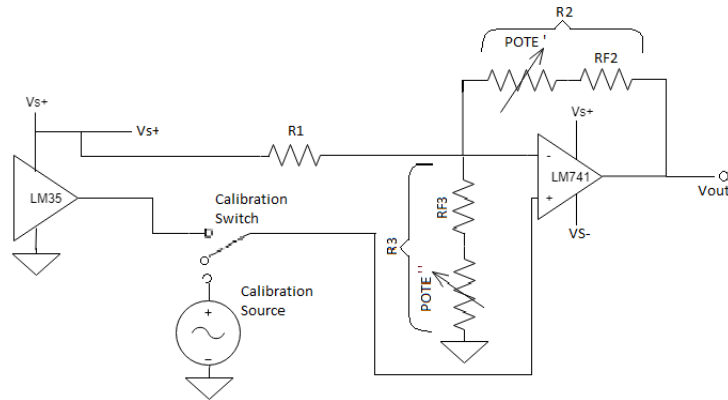 R2
POTE '
RF2
Vs+
Vs+
R1
Vs+
-
LM741
+
Vout
VS-
LM35
Calibration
Switch
RF3
R3
POTE "
Calibration
Source
+
-